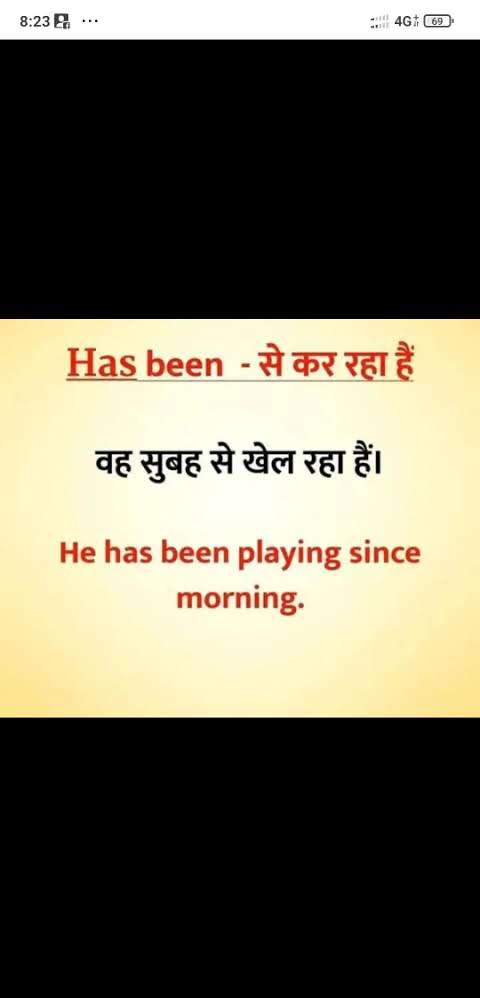 8:23 ... 4G 69
Has been - से कर रहा हैं
वह सुबह से खेल रहा हैं।
He has been playing since
morning.